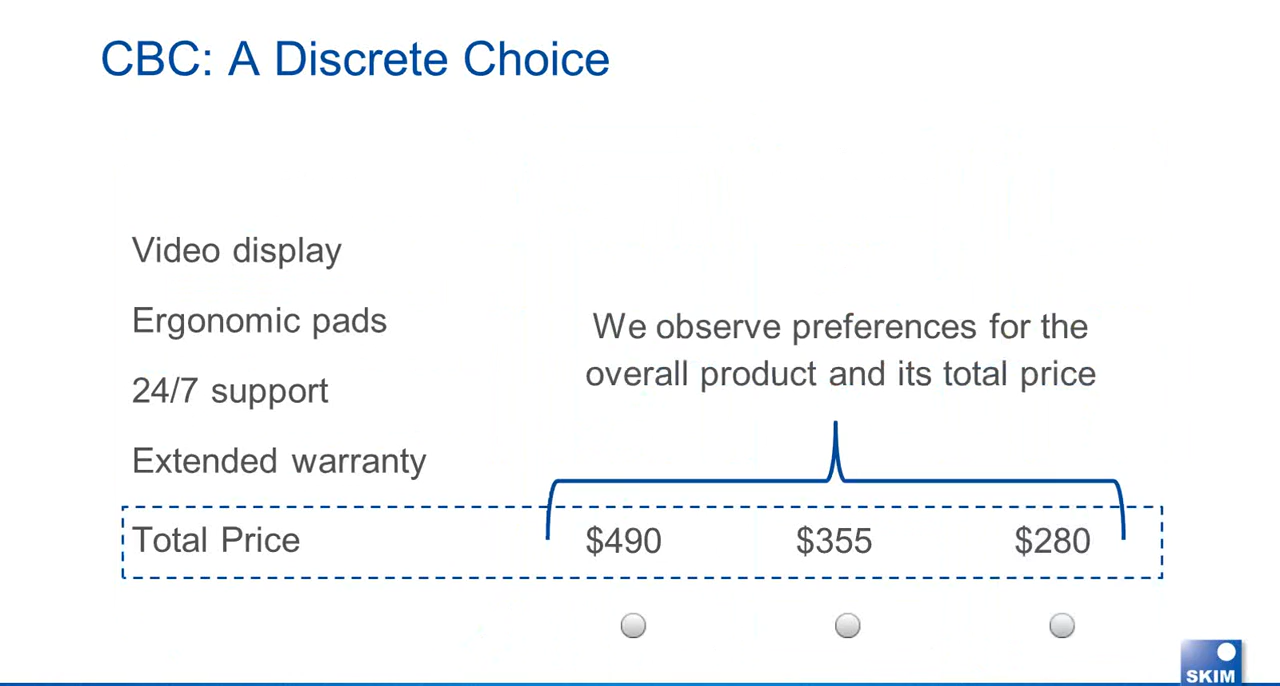 CBC: A Discrete Choice
Video display
Ergonomic pads
24/7 support
Extended warranty
We observe preferences for the
overall product and its total price
Total Price $490 $355 $280
SKIM